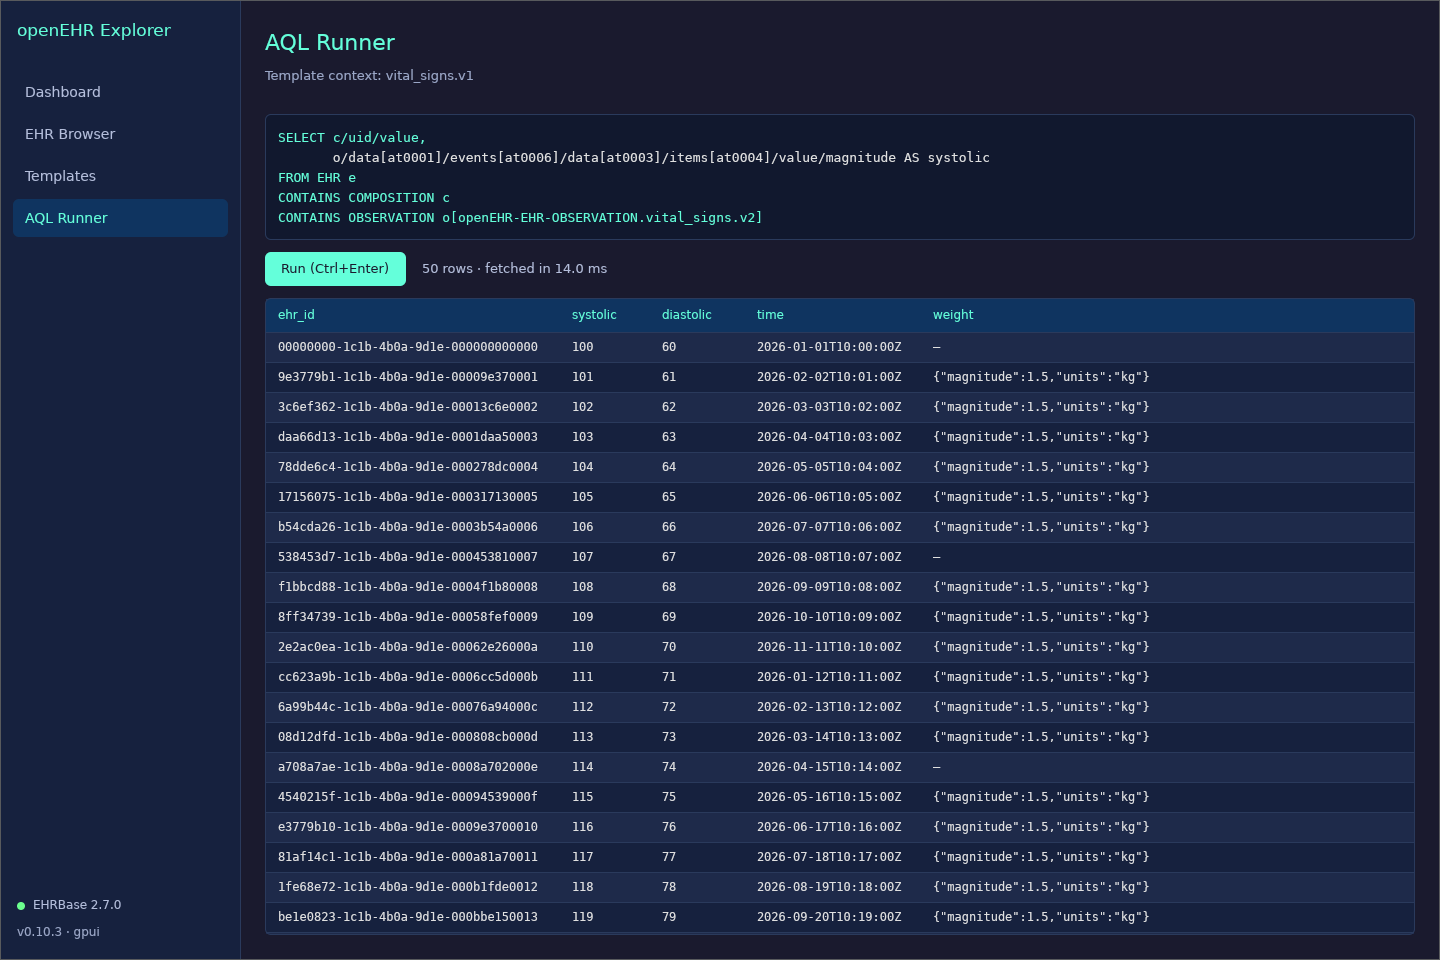 openEHR Explorer
Dashboard
EHR Browser
Templates
AQL Runner
EHRBase 2.7.0
v0.10.3 · gpui
AQL Runner
Template context: vital_signs.v1
SELECT c/uid/value,
o/data[at0001]/events[at0006]/data[at0003]/items[at0004]/value/magnitude AS systolic
FROM EHR e
CONTAINS COMPOSITION c
CONTAINS OBSERVATION o[openEHR-EHR-OBSERVATION.vital_signs.v2]
Run (Ctrl+Enter) 50 rows · fetched in 14.0 ms
ehr_id systolic diastolic time weight
00000000-1c1b-4b0a-9d1e-000000000000 100 60 2026-01-01T10:00:00Z —
9e3779b1-1c1b-4b0a-9d1e-00009e370001 101 61 2026-02-02T10:01:00Z {"magnitude":1.5,"units":"kg"}
3c6ef362-1c1b-4b0a-9d1e-00013c6e0002 102 62 2026-03-03T10:02:00Z {"magnitude":1.5,"units":"kg"}
daa66d13-1c1b-4b0a-9d1e-0001daa50003 103 63 2026-04-04T10:03:00Z {"magnitude":1.5,"units":"kg"}
78dde6c4-1c1b-4b0a-9d1e-000278dc0004 104 64 2026-05-05T10:04:00Z {"magnitude":1.5,"units":"kg"}
17156075-1c1b-4b0a-9d1e-000317130005 105 65 2026-06-06T10:05:00Z {"magnitude":1.5,"units":"kg"}
b54cda26-1c1b-4b0a-9d1e-0003b54a0006 106 66 2026-07-07T10:06:00Z {"magnitude":1.5,"units":"kg"}
538453d7-1c1b-4b0a-9d1e-000453810007 107 67 2026-08-08T10:07:00Z —
f1bbcd88-1c1b-4b0a-9d1e-0004f1b80008 108 68 2026-09-09T10:08:00Z {"magnitude":1.5,"units":"kg"}
8ff34739-1c1b-4b0a-9d1e-00058fef0009 109 69 2026-10-10T10:09:00Z {"magnitude":1.5,"units":"kg"}
2e2ac0ea-1c1b-4b0a-9d1e-00062e26000a 110 70 2026-11-11T10:10:00Z {"magnitude":1.5,"units":"kg"}
cc623a9b-1c1b-4b0a-9d1e-0006cc5d000b 111 71 2026-01-12T10:11:00Z {"magnitude":1.5,"units":"kg"}
6a99b44c-1c1b-4b0a-9d1e-00076a94000c 112 72 2026-02-13T10:12:00Z {"magnitude":1.5,"units":"kg"}
08d12dfd-1c1b-4b0a-9d1e-000808cb000d 113 73 2026-03-14T10:13:00Z {"magnitude":1.5,"units":"kg"}
a708a7ae-1c1b-4b0a-9d1e-0008a702000e 114 74 2026-04-15T10:14:00Z —
4540215f-1c1b-4b0a-9d1e-00094539000f 115 75 2026-05-16T10:15:00Z {"magnitude":1.5,"units":"kg"}
e3779b10-1c1b-4b0a-9d1e-0009e3700010 116 76 2026-06-17T10:16:00Z {"magnitude":1.5,"units":"kg"}
81af14c1-1c1b-4b0a-9d1e-000a81a70011 117 77 2026-07-18T10:17:00Z {"magnitude":1.5,"units":"kg"}
1fe68e72-1c1b-4b0a-9d1e-000b1fde0012 118 78 2026-08-19T10:18:00Z {"magnitude":1.5,"units":"kg"}
be1e0823-1c1b-4b0a-9d1e-000bbe150013 119 79 2026-09-20T10:19:00Z {"magnitude":1.5,"units":"kg"}